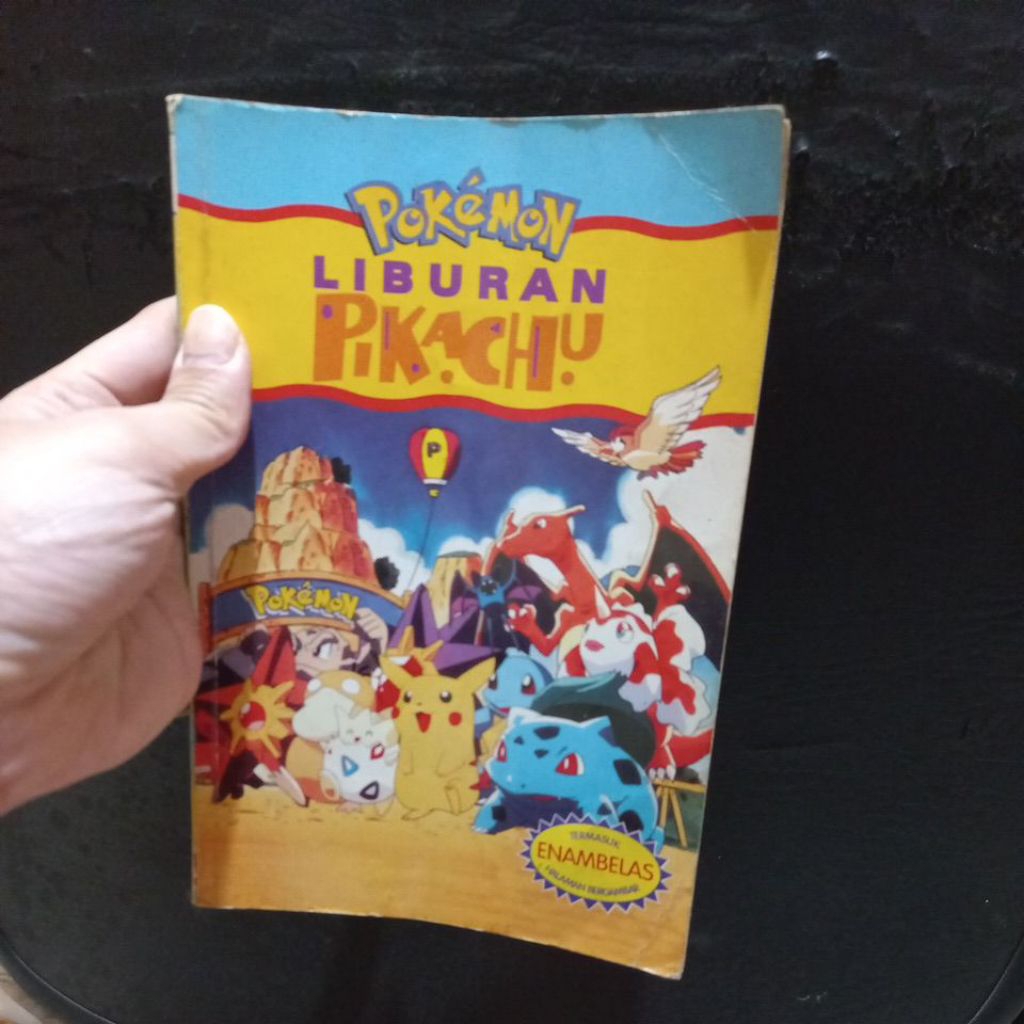 POKéMON
LIBURAN
PIKACHU
P
POKéMON
TERMASUK
ENAMBELAS
HALAMAN BERGAMBAR